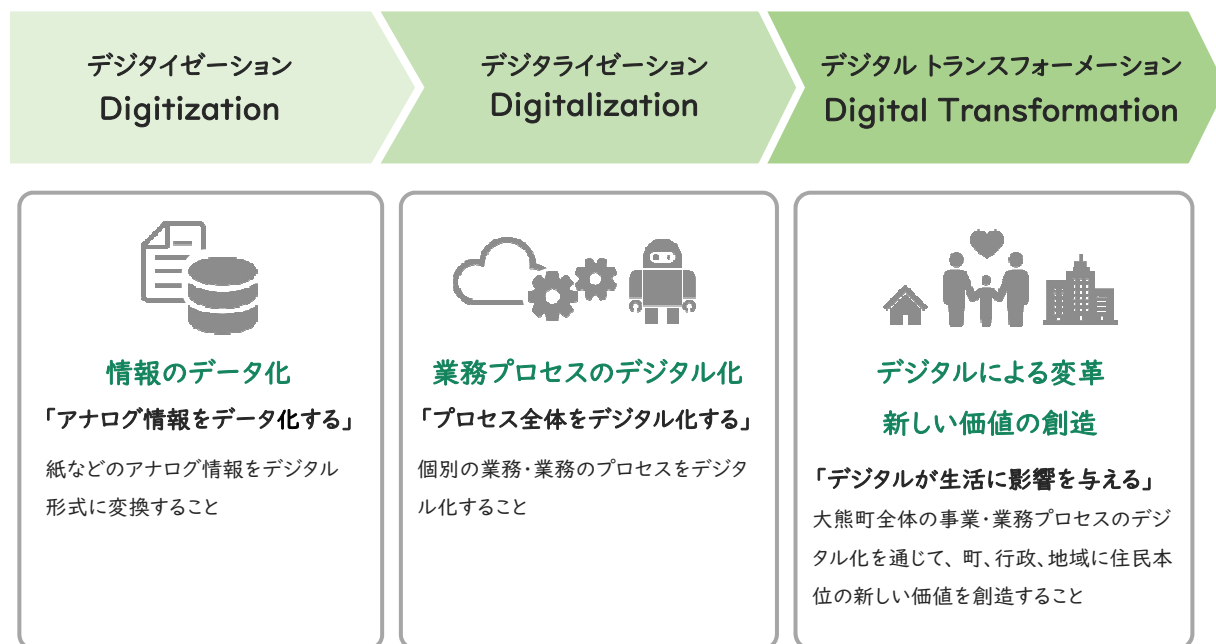 デジタイゼーション
Digitization
デジタライゼーション
Digitalization
デジタル トランスフォーメーション
Digital Transformation
情報のデータ化
「アナログ情報をデータ化する」
紙などのアナログ情報をデジタル
形式に変換すること
業務プロセスのデジタル化
「プロセス全体をデジタル化する」
個別の業務・業務のプロセスをデジタ
ル化すること
デジタルによる変革
新しい価値の創造
「デジタルが生活に影響を与える」
大熊町全体の事業・業務プロセスのデジ
タル化を通じて、町、行政、地域に住民本
位の新しい価値を創造すること